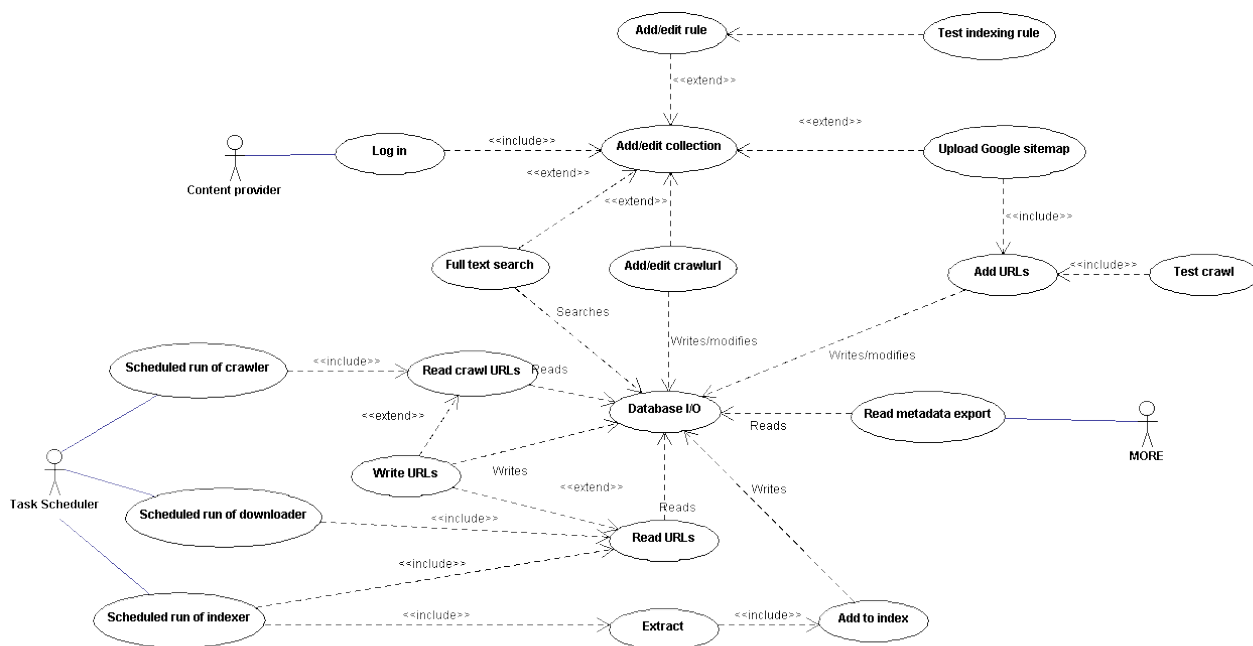 Add/edit rule
Test indexing rule
<<extend>>
<<extend>>
<<include>>
Log in
Add/edit collection
Upload Google sitemap
Content provider
<<extend>>
<<extend>>
<<include>>
Full text search
Add/edit crawlurl
Add URLs
<<include>>
Test crawl
Searches
Writes/modifies
Writes/modifies
Scheduled run of crawler
<<include>>
Read crawl URLs
Reads
Database I/O
Read metadata export
<<extend>>
Reads
MORE
Write URLs
Writes
Writes
<<extend>>
Task Scheduler
Scheduled run of downloader
<<include>>
Reads
Read URLs
<<include>>
Scheduled run of indexer
<<include>>
Extract
<<include>>
Add to index